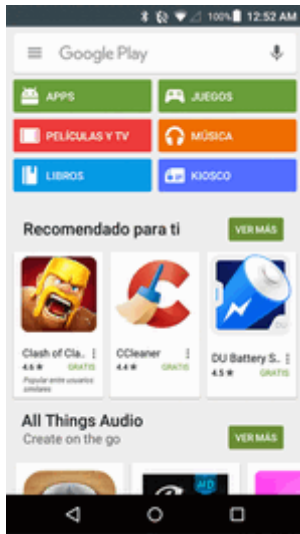 100% 12:52 AM
Google Play
APPS
JUEGOS
PELÍCULAS Y TV
MÚSICA
LIBROS
KIOSCO
Recomendado para ti
VER MÁS
Clash of Cla..
4.5 ★ GRATIS
Popular entre usuarios
similares
CCleaner
4.4 ★ GRATIS
DU Battery S..
4.5 ★ GRATIS
All Things Audio
Create on the go
VER MÁS
HD